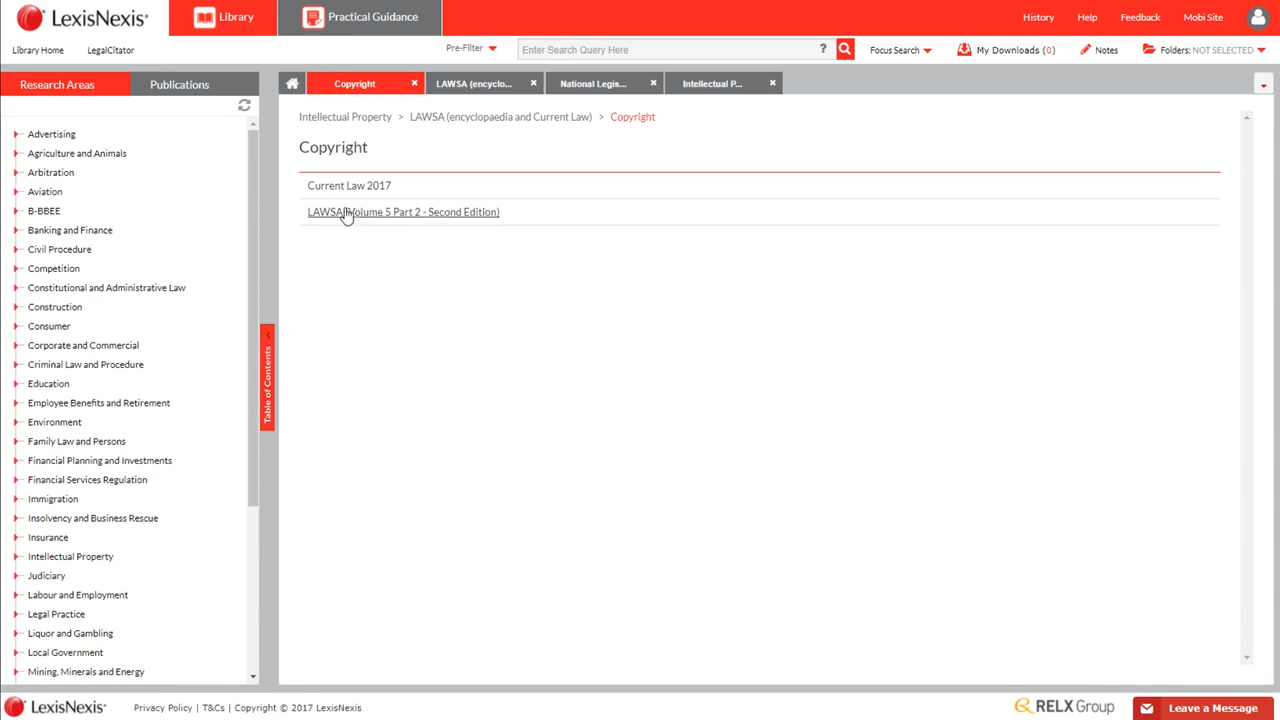 LexisNexis®
Library
Practical Guidance
History
Help
Feedback
Mobi Site
Library Home
LegalCitator
Pre-Filter
Enter Search Query Here
?
Focus Search
My Downloads (0)
Notes
Folders: NOT SELECTED
Research Areas
Publications
Copyright
LAWSA (encyclo...
National Legis...
Intellectual P...
Advertising
Agriculture and Animals
Arbitration
Aviation
B-BBEE
Banking and Finance
Civil Procedure
Competition
Constitutional and Administrative Law
Construction
Consumer
Corporate and Commercial
Criminal Law and Procedure
Education
Employee Benefits and Retirement
Environment
Family Law and Persons
Financial Planning and Investments
Financial Services Regulation
Immigration
Insolvency and Business Rescue
Insurance
Intellectual Property
Judiciary
Labour and Employment
Legal Practice
Liquor and Gambling
Local Government
Mining, Minerals and Energy
Table of Contents
Intellectual Property > LAWSA (encyclopaedia and Current Law) > Copyright
Copyright
Current Law 2017
LAWSA (Volume 5 Part 2 - Second Edition)
LexisNexis®
Privacy Policy | T&Cs | Copyright © 2017 LexisNexis
RELX Group
Leave a Message